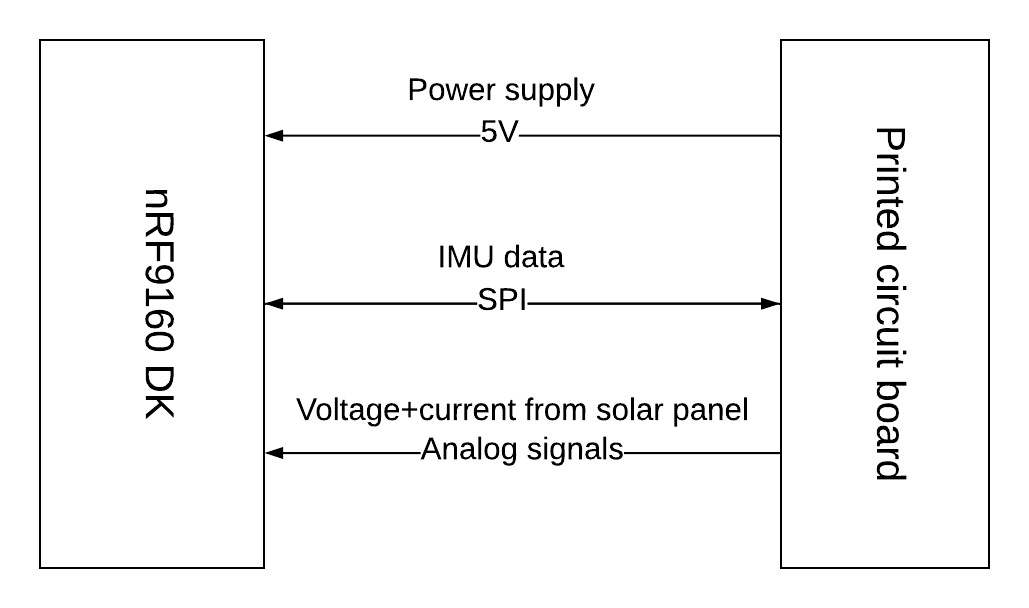 nRF9160 DK
Power supply
5V
IMU data
SPI
Voltage+current from solar panel
Analog signals
Printed circuit board